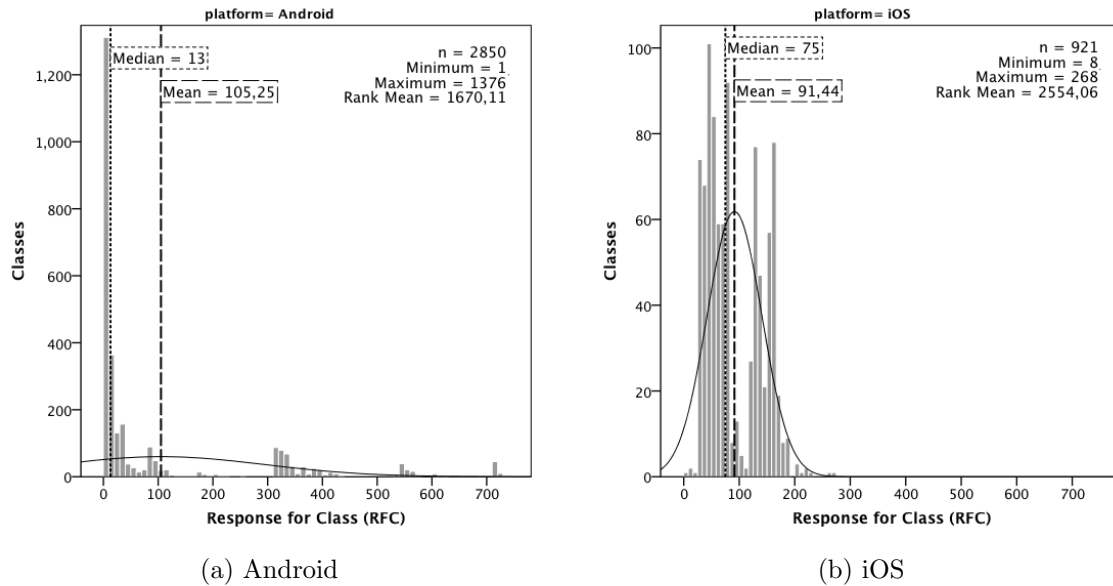 platform= Android
Median = 13
Mean = 105,25
n = 2850
Minimum = 1
Maximum = 1376
Rank Mean = 1670,11
1,200
1,000
800
600
400
200
0
Classes
0 100 200 300 400 500 600 700
Response for Class (RFC)
(a) Android
platform= iOS
Median = 75
Mean = 91,44
n = 921
Minimum = 8
Maximum = 268
Rank Mean = 2554,06
100
80
60
40
20
0
Classes
0 100 200 300 400 500 600 700
Response for Class (RFC)
(b) iOS